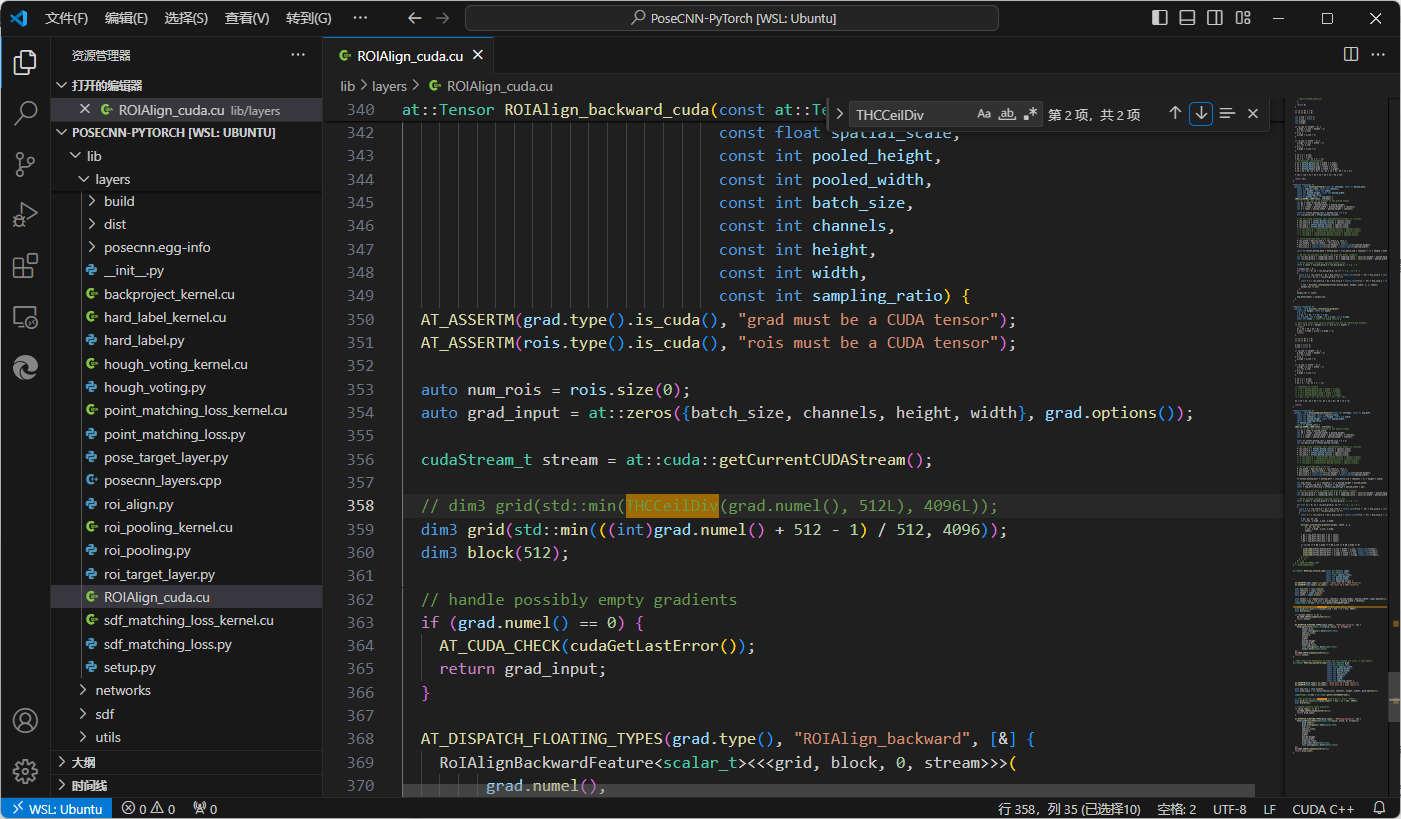 文件(F) 编辑(E) 选择(S) 查看(V) 转到(G) ··· PoseCNN-PyTorch [WSL: Ubuntu]
资源管理器
打开的编辑器
ROIAlign_cuda.cu lib/layers
POSECNN-PYTORCH [WSL: UBUNTU]
lib
layers
build
dist
posecnn.egg-info
__init__.py
backproject_kernel.cu
hard_label_kernel.cu
hard_label.py
hough_voting_kernel.cu
hough_voting.py
point_matching_loss_kernel.cu
point_matching_loss.py
pose_target_layer.py
posecnn_layers.cpp
roi_align.py
roi_pooling_kernel.cu
roi_pooling.py
roi_target_layer.py
ROIAlign_cuda.cu
sdf_matching_loss_kernel.cu
sdf_matching_loss.py
setup.py
networks
sdf
utils
大纲
时间线
ROIAlign_cuda.cu
lib > layers > ROIAlign_cuda.cu
THCCeilDiv Aa ab .* 第 2 项，共 2 项
340 at::Tensor ROIAlign_backward_cuda(const at::Te
342 const float spatial_scale,
343 const int pooled_height,
344 const int pooled_width,
345 const int batch_size,
346 const int channels,
347 const int height,
348 const int width,
349 const int sampling_ratio) {
350 AT_ASSERTM(grad.type().is_cuda(), "grad must be a CUDA tensor");
351 AT_ASSERTM(rois.type().is_cuda(), "rois must be a CUDA tensor");
352
353 auto num_rois = rois.size(0);
354 auto grad_input = at::zeros({batch_size, channels, height, width}, grad.options());
355
356 cudaStream_t stream = at::cuda::getCurrentCUDAStream();
357
358 // dim3 grid(std::min(THCCeilDiv(grad.numel(), 512L), 4096L));
359 dim3 grid(std::min(((int)grad.numel() + 512 - 1) / 512, 4096));
360 dim3 block(512);
361
362 // handle possibly empty gradients
363 if (grad.numel() == 0) {
364 AT_CUDA_CHECK(cudaGetLastError());
365 return grad_input;
366 }
367
368 AT_DISPATCH_FLOATING_TYPES(grad.type(), "ROIAlign_backward", [&] {
369 RoIAlignBackwardFeature<scalar_t><<<grid, block, 0, stream>>>(
370 grad.numel(),
WSL: Ubuntu 0 0 0 行 358，列 35 (已选择10) 空格: 2 UTF-8 LF CUDA C++